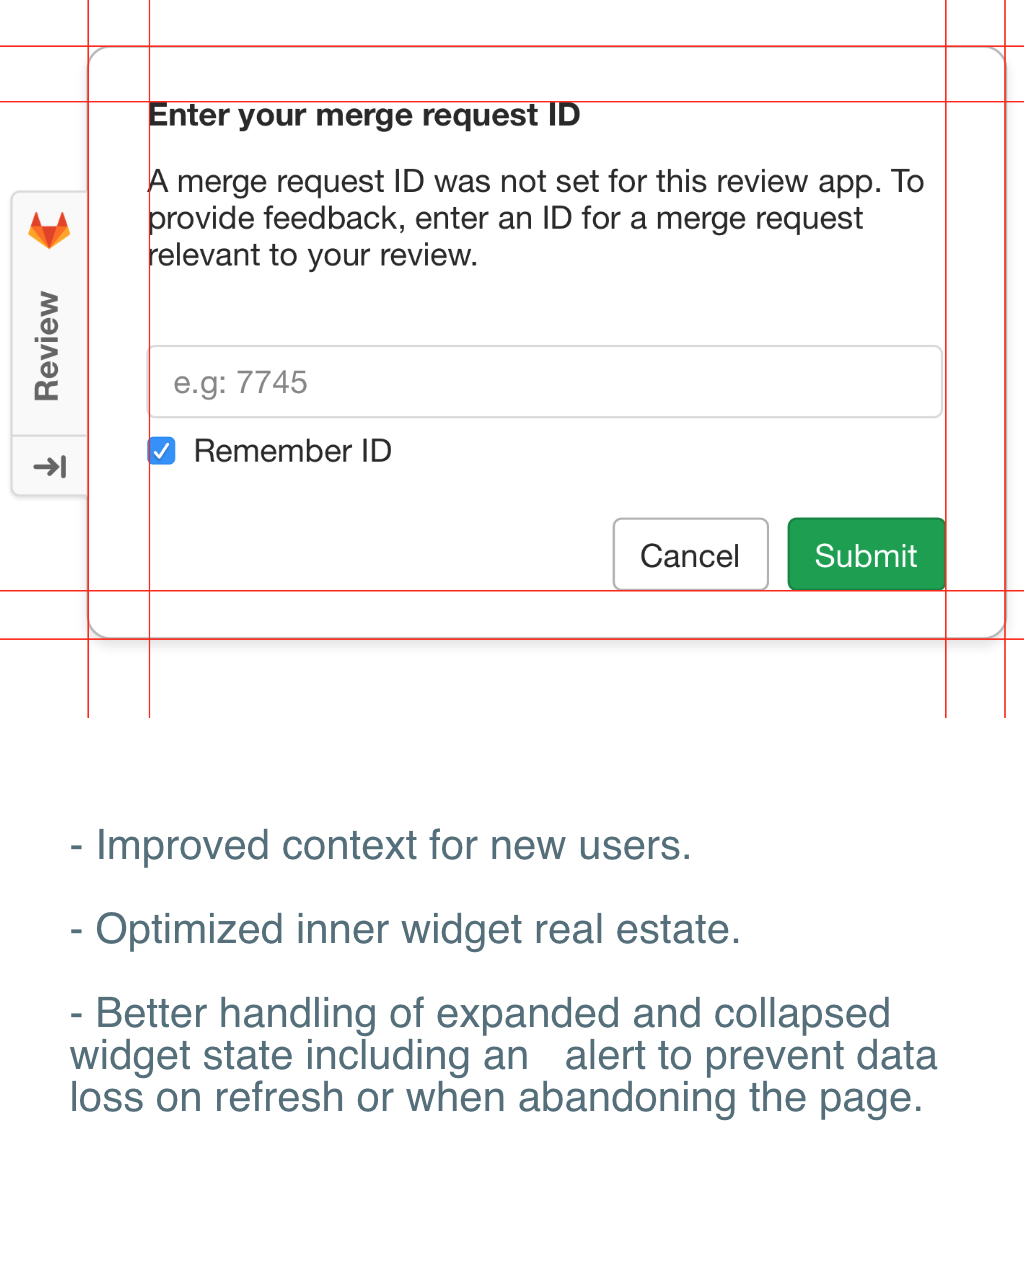 Enter your merge request ID
A merge request ID was not set for this review app. To
provide feedback, enter an ID for a merge request
relevant to your review.
Review
e.g: 7745
Remember ID
Cancel
Submit
- Improved context for new users.
- Optimized inner widget real estate.
- Better handling of expanded and collapsed
widget state including an   alert to prevent data
loss on refresh or when abandoning the page.